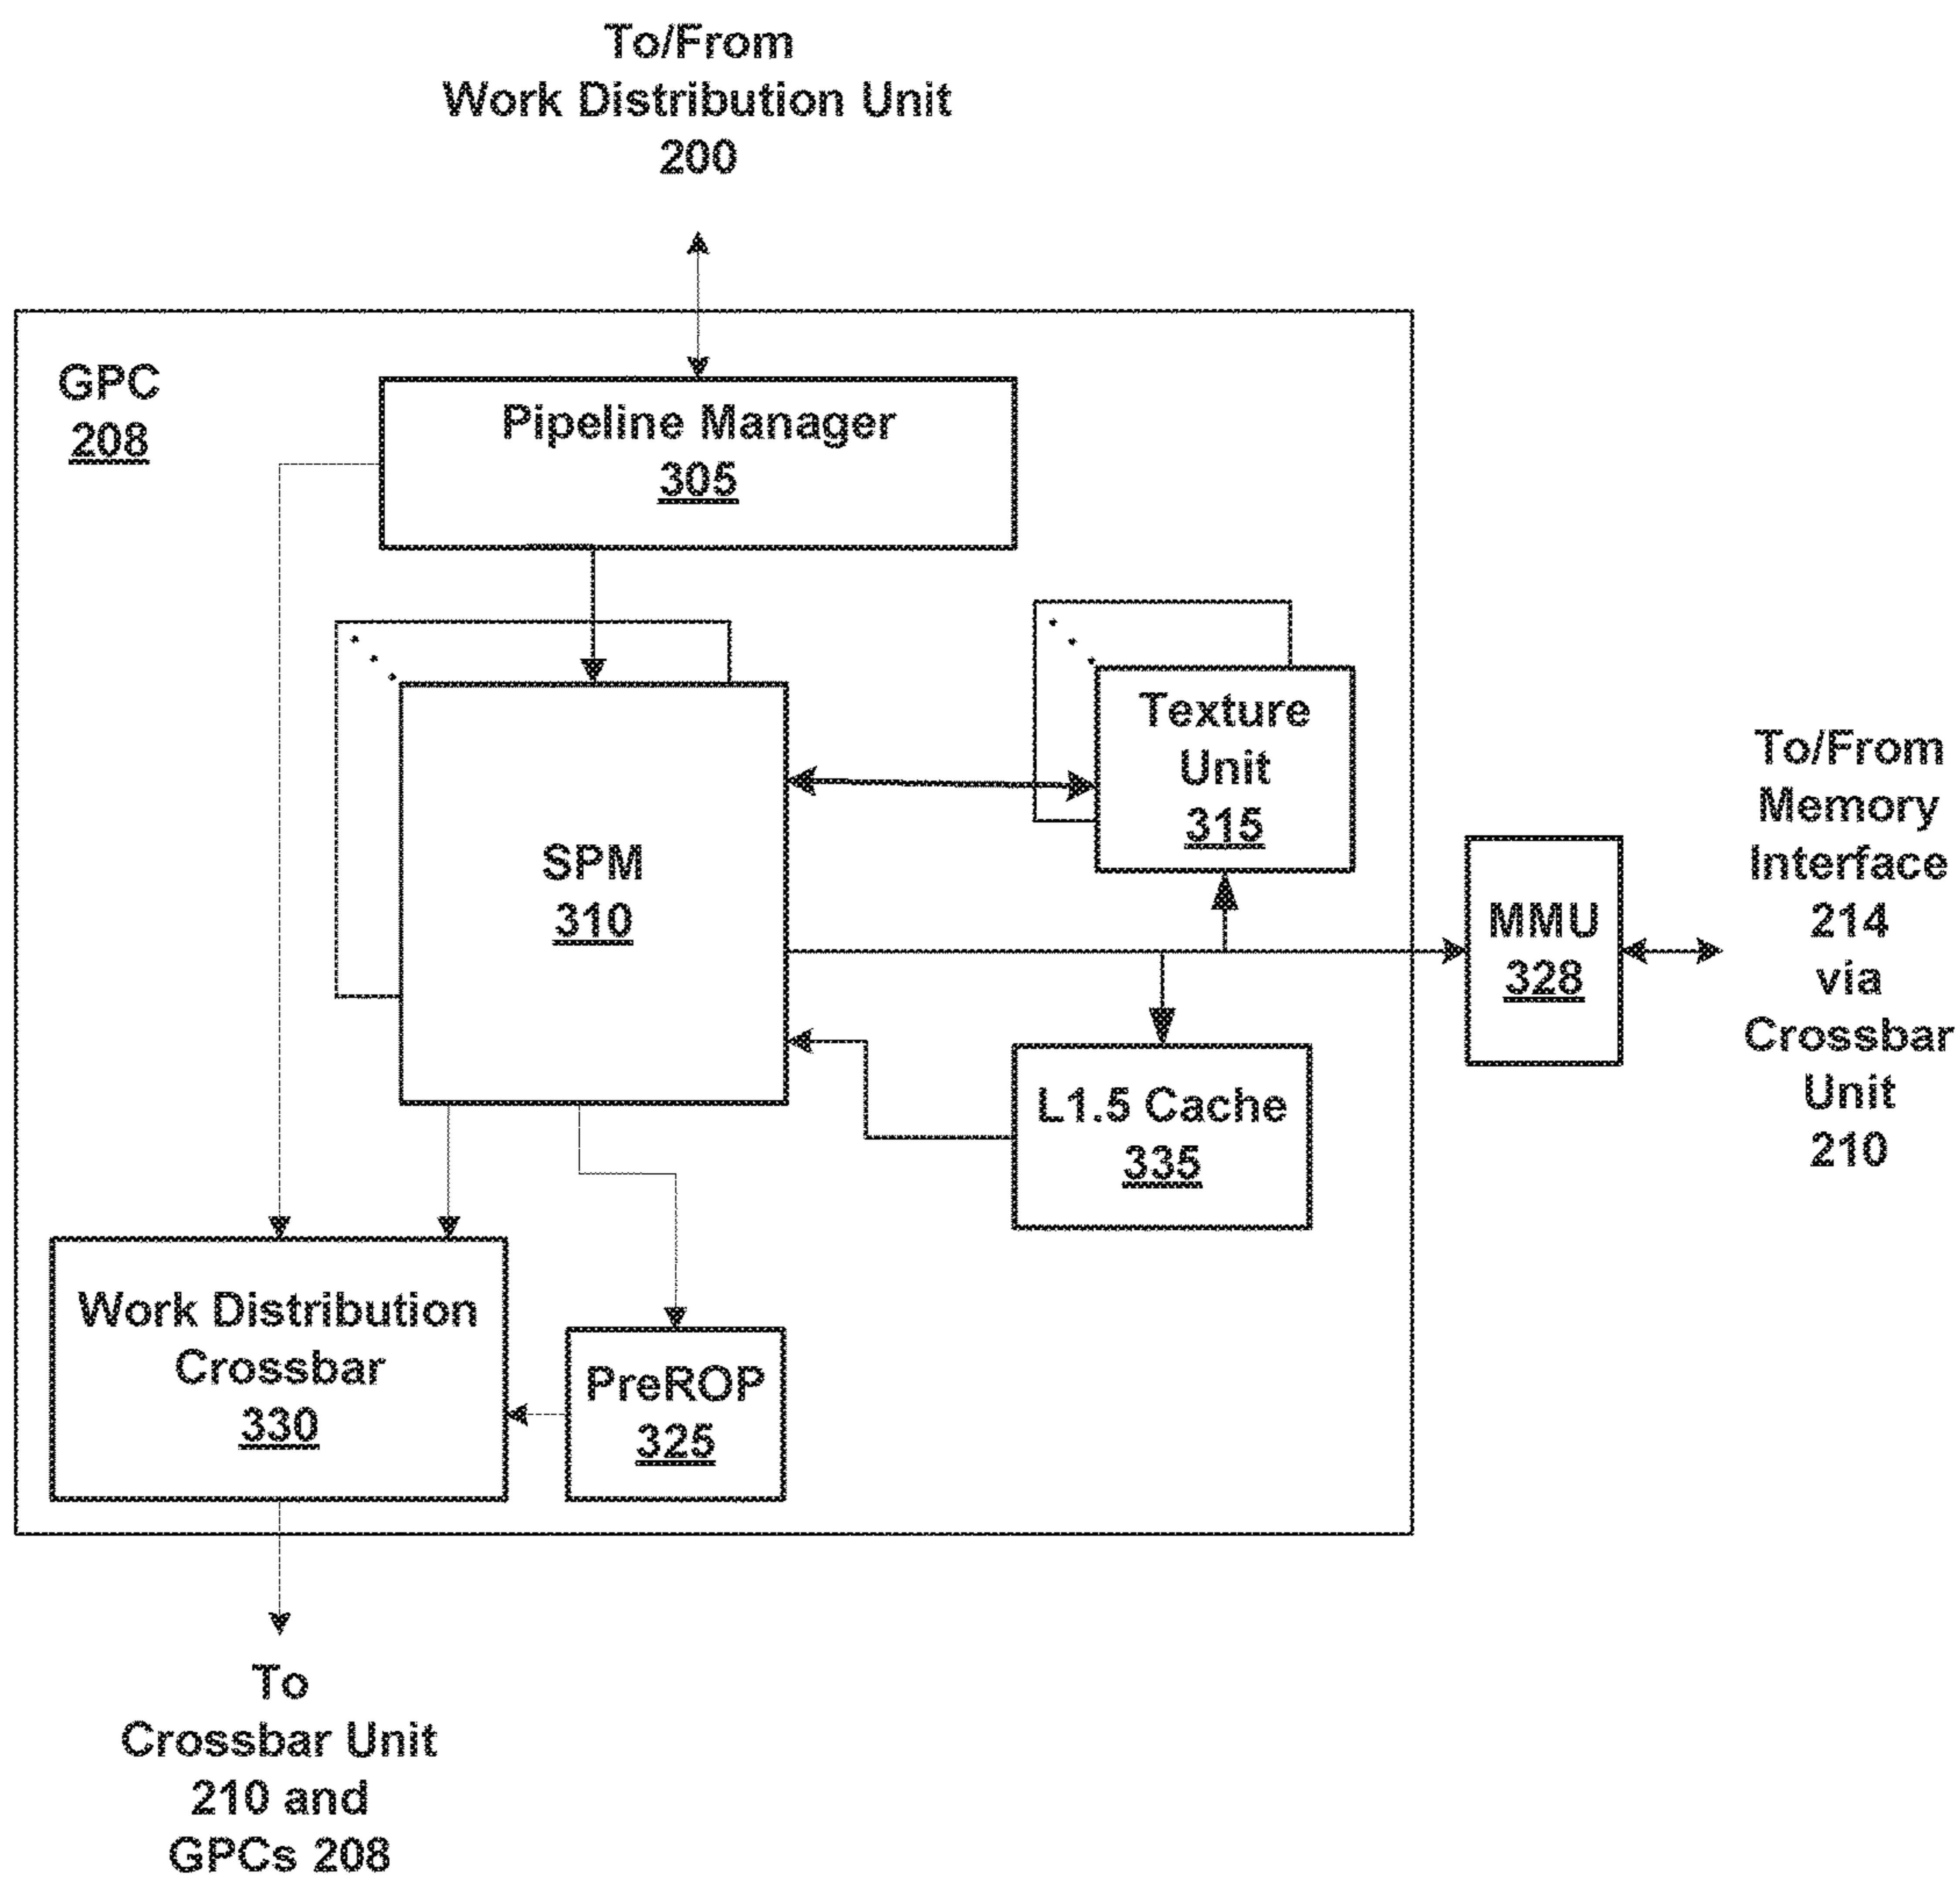 To/From
Work Distribution Unit
200
GPC
208
Pipeline Manager
305
Texture
Unit
315
SPM
310
MMU
328
To/From
Memory
Interface
214
via
Crossbar
Unit
210
L1.5 Cache
335
Work Distribution
Crossbar
330
PreROP
325
To
Crossbar Unit
210 and
GPCs 208